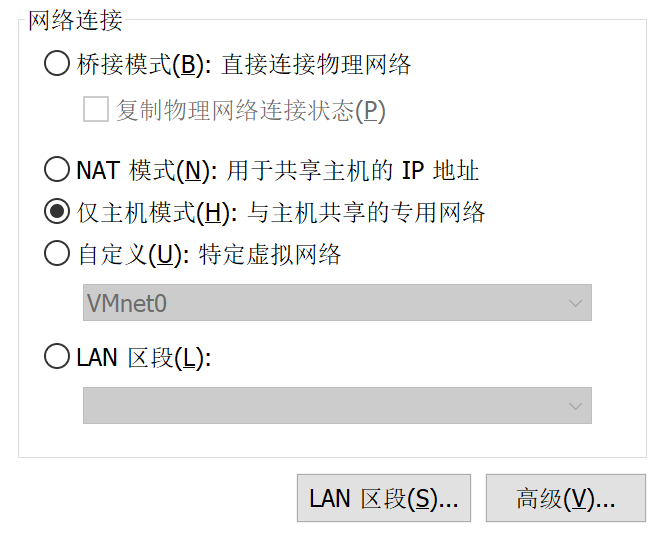 网络连接
桥接模式(B): 直接连接物理网络
复制物理网络连接状态(P)
NAT 模式(N): 用于共享主机的 IP 地址
仅主机模式(H): 与主机共享的专用网络
自定义(U): 特定虚拟网络
VMnet0
LAN 区段(L):
LAN 区段(S)...
高级(V)...